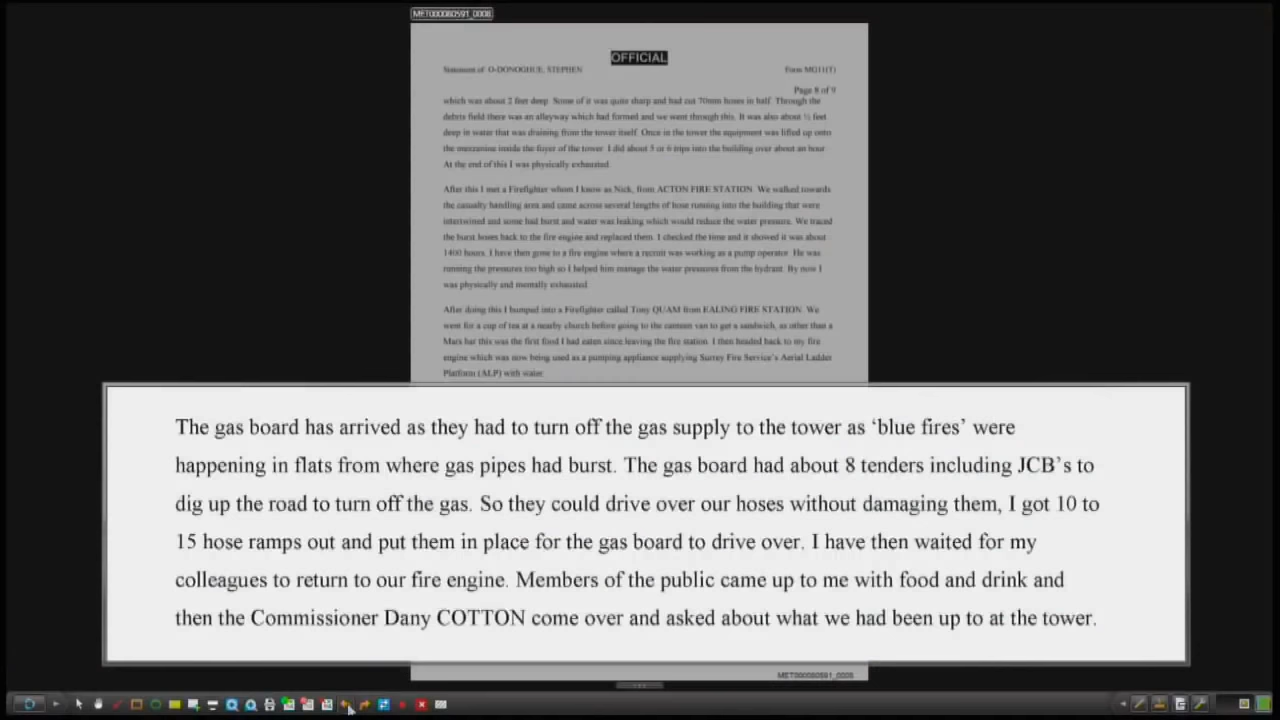 MET000080591_0008
OFFICIAL
Statement of O-DONOGHUE, STEPHEN Form MG11(T)
Page 8 of 9
which was about 2 feet deep. Some of it was quite sharp and had cut 70mm hoses in half. Through the
debris field there was an alleyway which had formed and we went through this. It was also about ½ feet
deep in water that was draining from the tower itself. Once in the tower the equipment was lifted up onto
the mezzanine inside the foyer of the tower. I did about 5 or 6 trips into the building over about an hour.
At the end of this I was physically exhausted.
After this I met a Firefighter whom I know as Nick, from ACTON FIRE STATION. We walked towards
the casualty handling area and came across several lengths of hose running into the building that were
intertwined and some had burst and water was leaking which would reduce the water pressure. We traced
the burst hoses back to the fire engine and replaced them. I checked the time and it showed it was about
1400 hours. I have then gone to a fire engine where a recruit was working as a pump operator. He was
running the pressures too high so I helped him manage the water pressures from the hydrant. By now I
was physically and mentally exhausted.
After doing this I bumped into a Firefighter called Tony QUAM from EALING FIRE STATION. We
went for a cup of tea at a nearby church before going to the canteen van to get a sandwich, as other than a
Mars bar this was the first food I had eaten since leaving the fire station. I then headed back to my fire
engine which was now being used as a pumping appliance supplying Surrey Fire Service's Aerial Ladder
Platform (ALP) with water.
The gas board has arrived as they had to turn off the gas supply to the tower as ‘blue fires’ were
happening in flats from where gas pipes had burst. The gas board had about 8 tenders including JCB’s to
dig up the road to turn off the gas. So they could drive over our hoses without damaging them, I got 10 to
15 hose ramps out and put them in place for the gas board to drive over. I have then waited for my
colleagues to return to our fire engine. Members of the public came up to me with food and drink and
then the Commissioner Dany COTTON come over and asked about what we had been up to at the tower.
MET000080591_0008